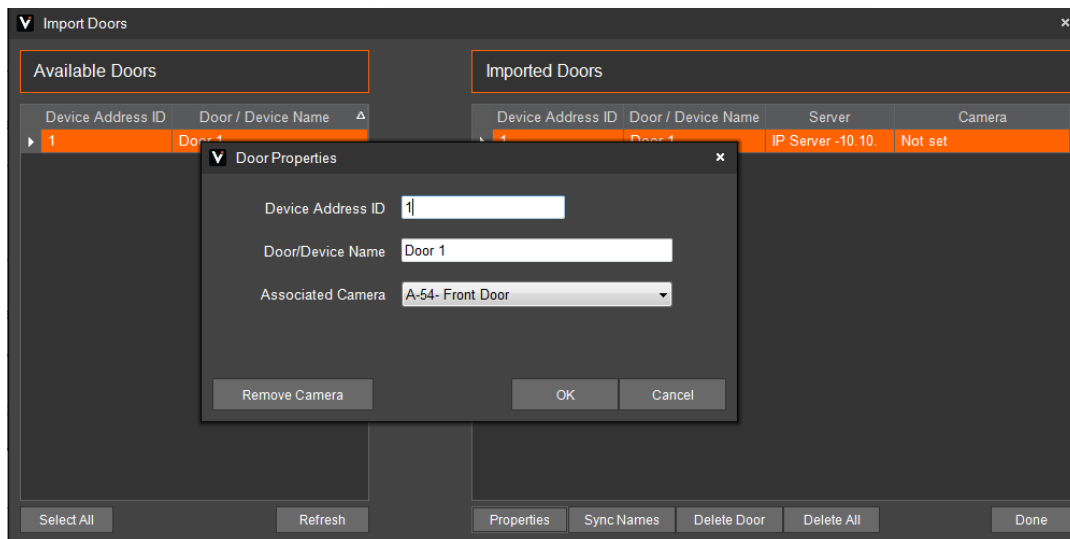 Import Doors
Available Doors
Imported Doors
Device Address ID Door / Device Name
1 Door 1
Device Address ID Door / Device Name Server Camera
1 Door 1 IP Server -10.10. Not set
Door Properties
Device Address ID 1
Door/Device Name Door 1
Associated Camera A-54- Front Door
Remove Camera OK Cancel
Select All Refresh
Properties Sync Names Delete Door Delete All Done